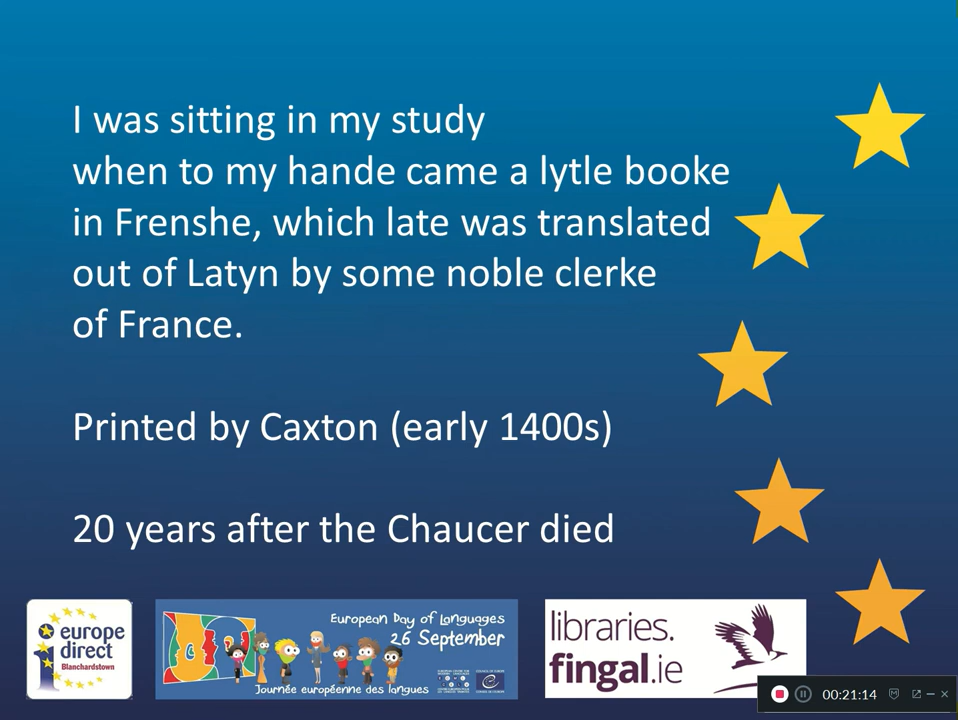 I was sitting in my study
when to my hande came a lytle booke
in Frenshe, which late was translated
out of Latyn by some noble clerke
of France.
Printed by Caxton (early 1400s)
20 years after the Chaucer died
europe
direct
Blanchardstown
European Day of Languages
26 September
Journée européenne des langues
COUNCIL OF EUROPE
libraries.
fingal.ie
00:21:14